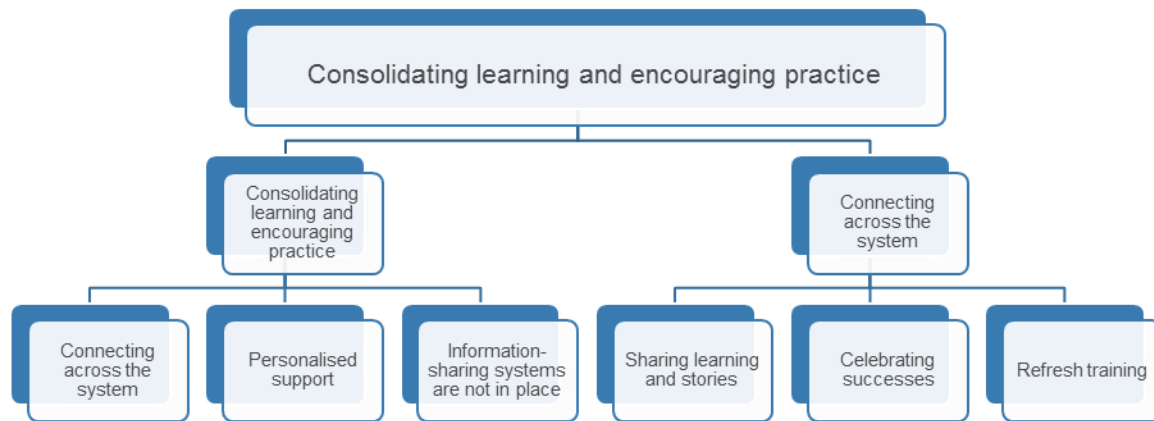 Consolidating learning and encouraging practice
Consolidating
learning and
encouraging
practice
Connecting
across the
system
Connecting
across the
system
Personalised
support
Information-
sharing systems
are not in place
Sharing learning
and stories
Celebrating
successes
Refresh training